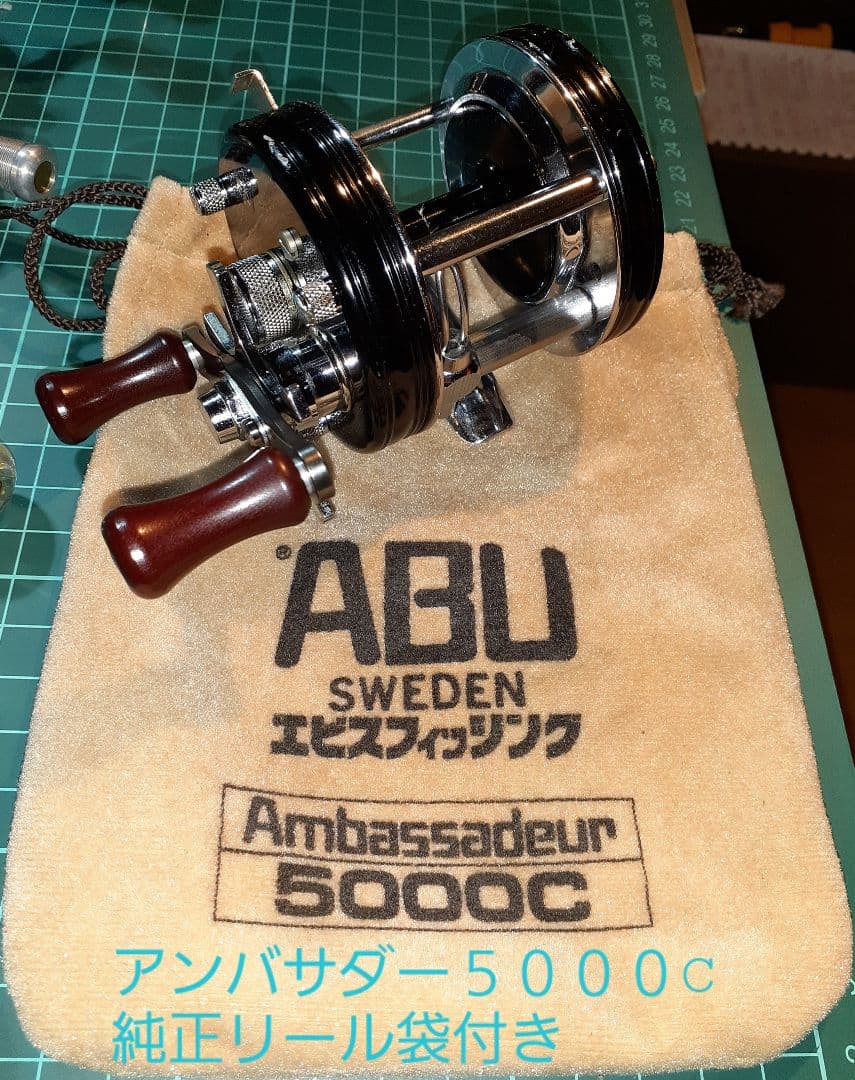 ®ABU
SWEDEN
エビスフィッシング
Ambassadeur
5000C
アンバサダー５０００C
純正リール袋付き